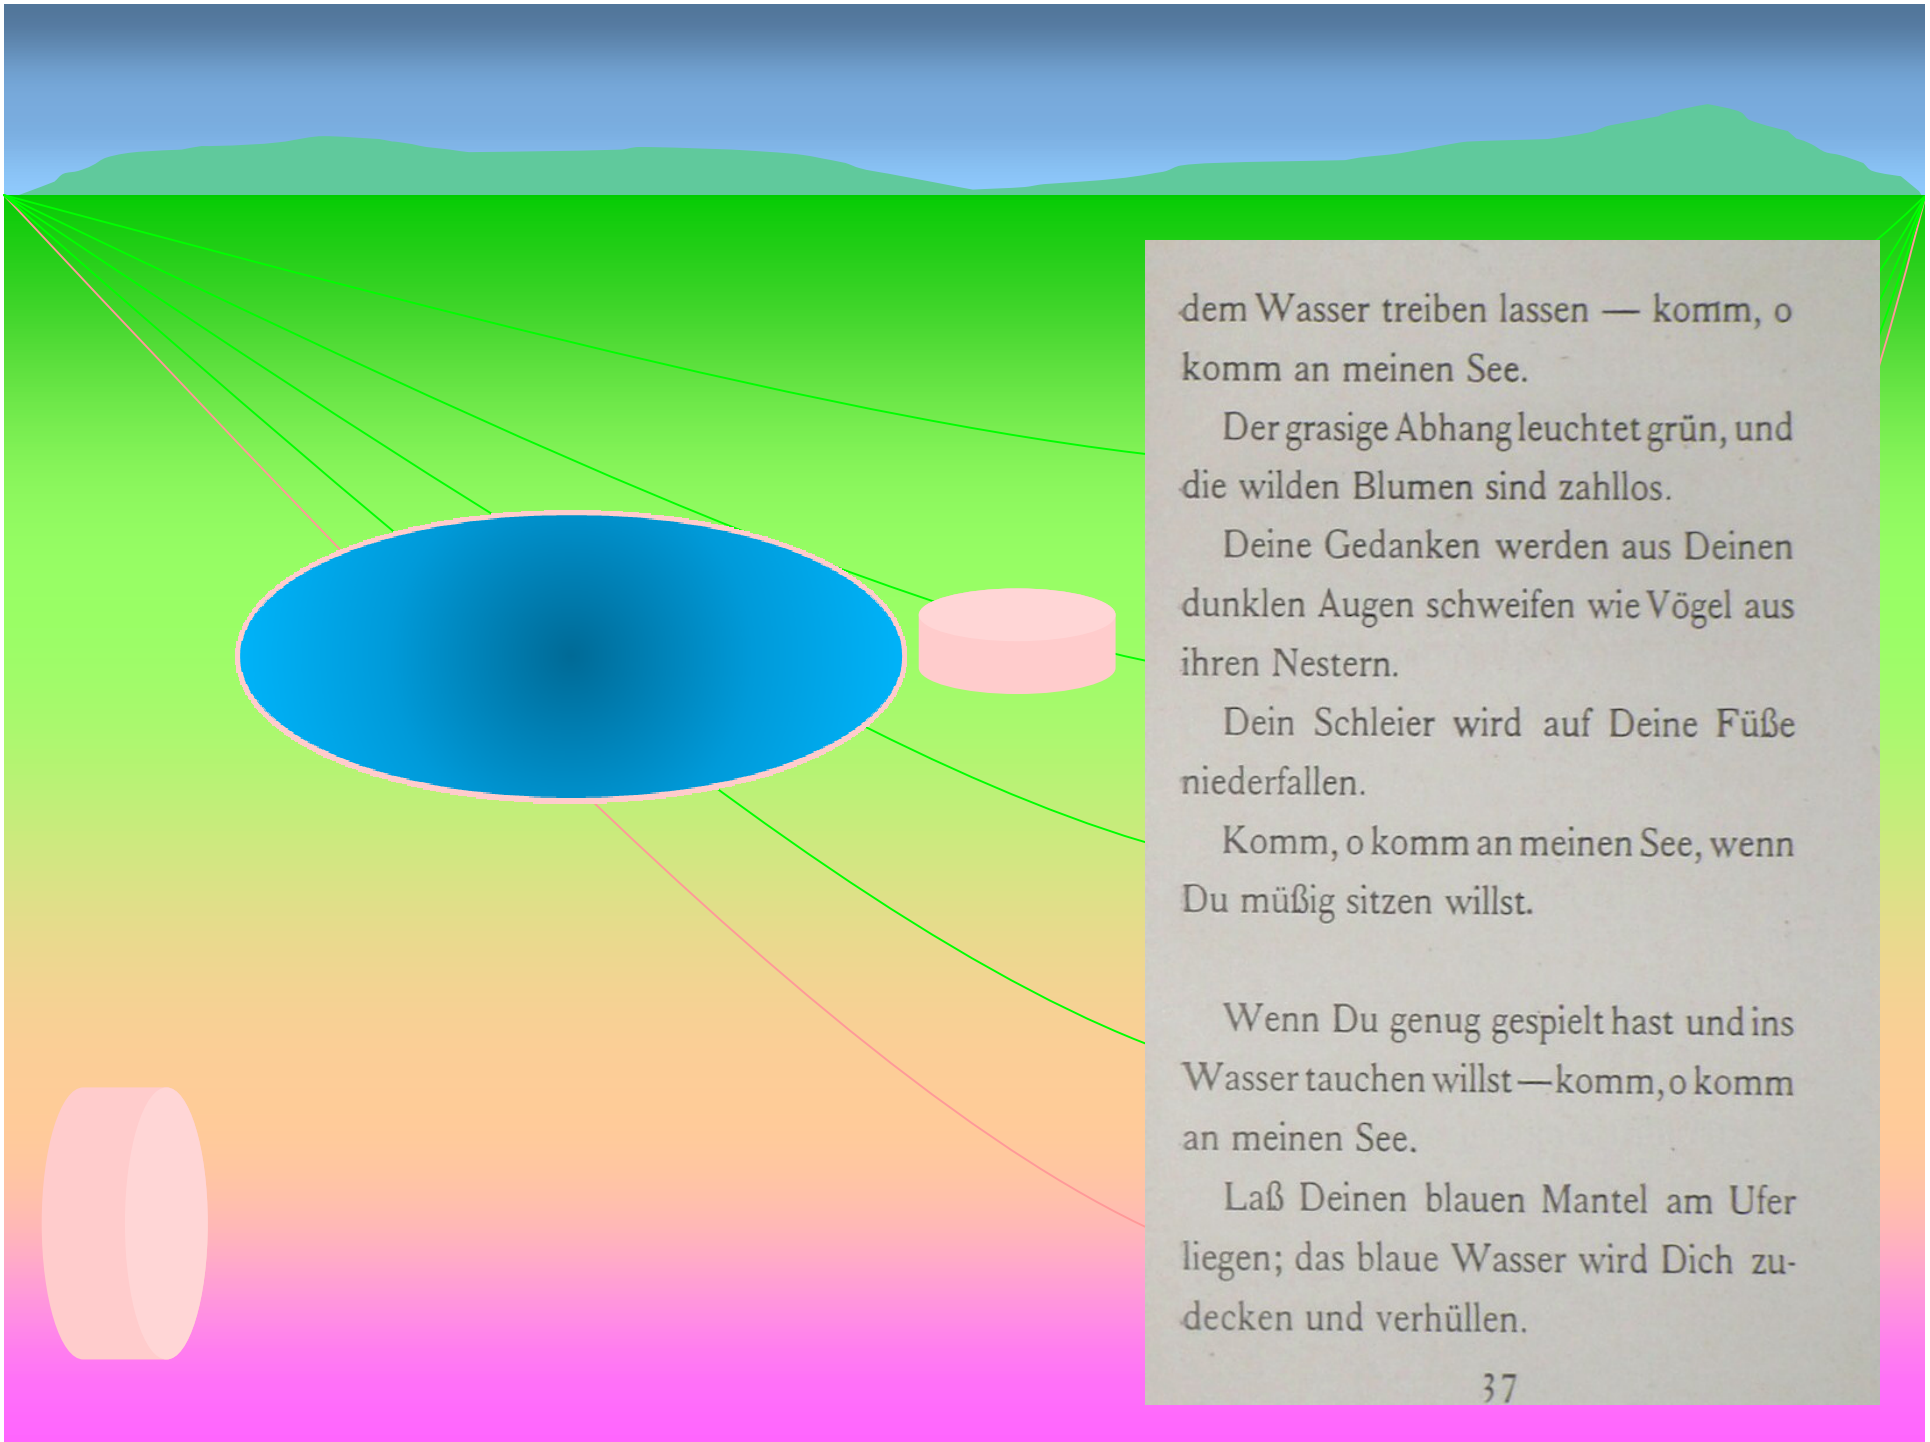 dem Wasser treiben lassen — komm, o
komm an meinen See.
Der grasige Abhang leuchtet grün, und
die wilden Blumen sind zahllos.
Deine Gedanken werden aus Deinen
dunklen Augen schweifen wie Vögel aus
ihren Nestern.
Dein Schleier wird auf Deine Füße
niederfallen.
Komm, o komm an meinen See, wenn
Du müßig sitzen willst.
Wenn Du genug gespielt hast und ins
Wasser tauchen willst — komm, o komm
an meinen See.
Laß Deinen blauen Mantel am Ufer
liegen; das blaue Wasser wird Dich zu-
decken und verhüllen.
37